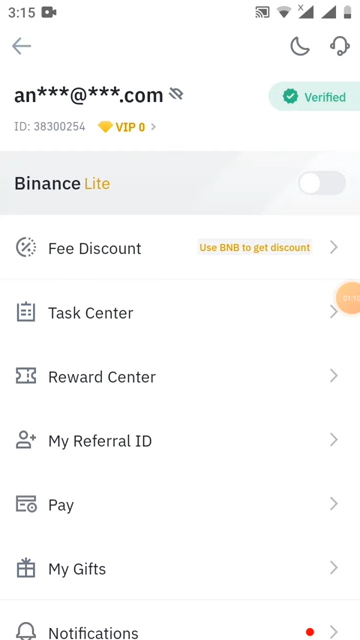 3:15
an***@***.com
Verified
ID: 38300254 VIP 0
Binance Lite
Fee Discount Use BNB to get discount
Task Center
Reward Center
My Referral ID
Pay
My Gifts
Notifications